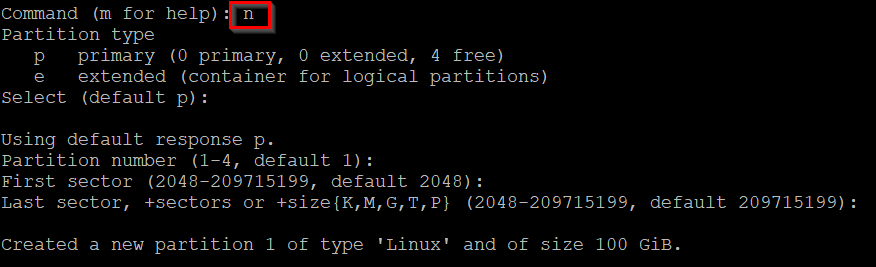 Command (m for help): n
Partition type
   p   primary (0 primary, 0 extended, 4 free)
   e   extended (container for logical partitions)
Select (default p):

Using default response p.
Partition number (1-4, default 1):
First sector (2048-209715199, default 2048):
Last sector, +sectors or +size{K,M,G,T,P} (2048-209715199, default 209715199):

Created a new partition 1 of type 'Linux' and of size 100 GiB.